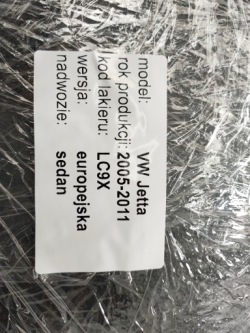 model: VW Jetta
rok produkcji: 2005-2011
kod lakieru: LC9X
wersja: europejska
nadwozie: sedan